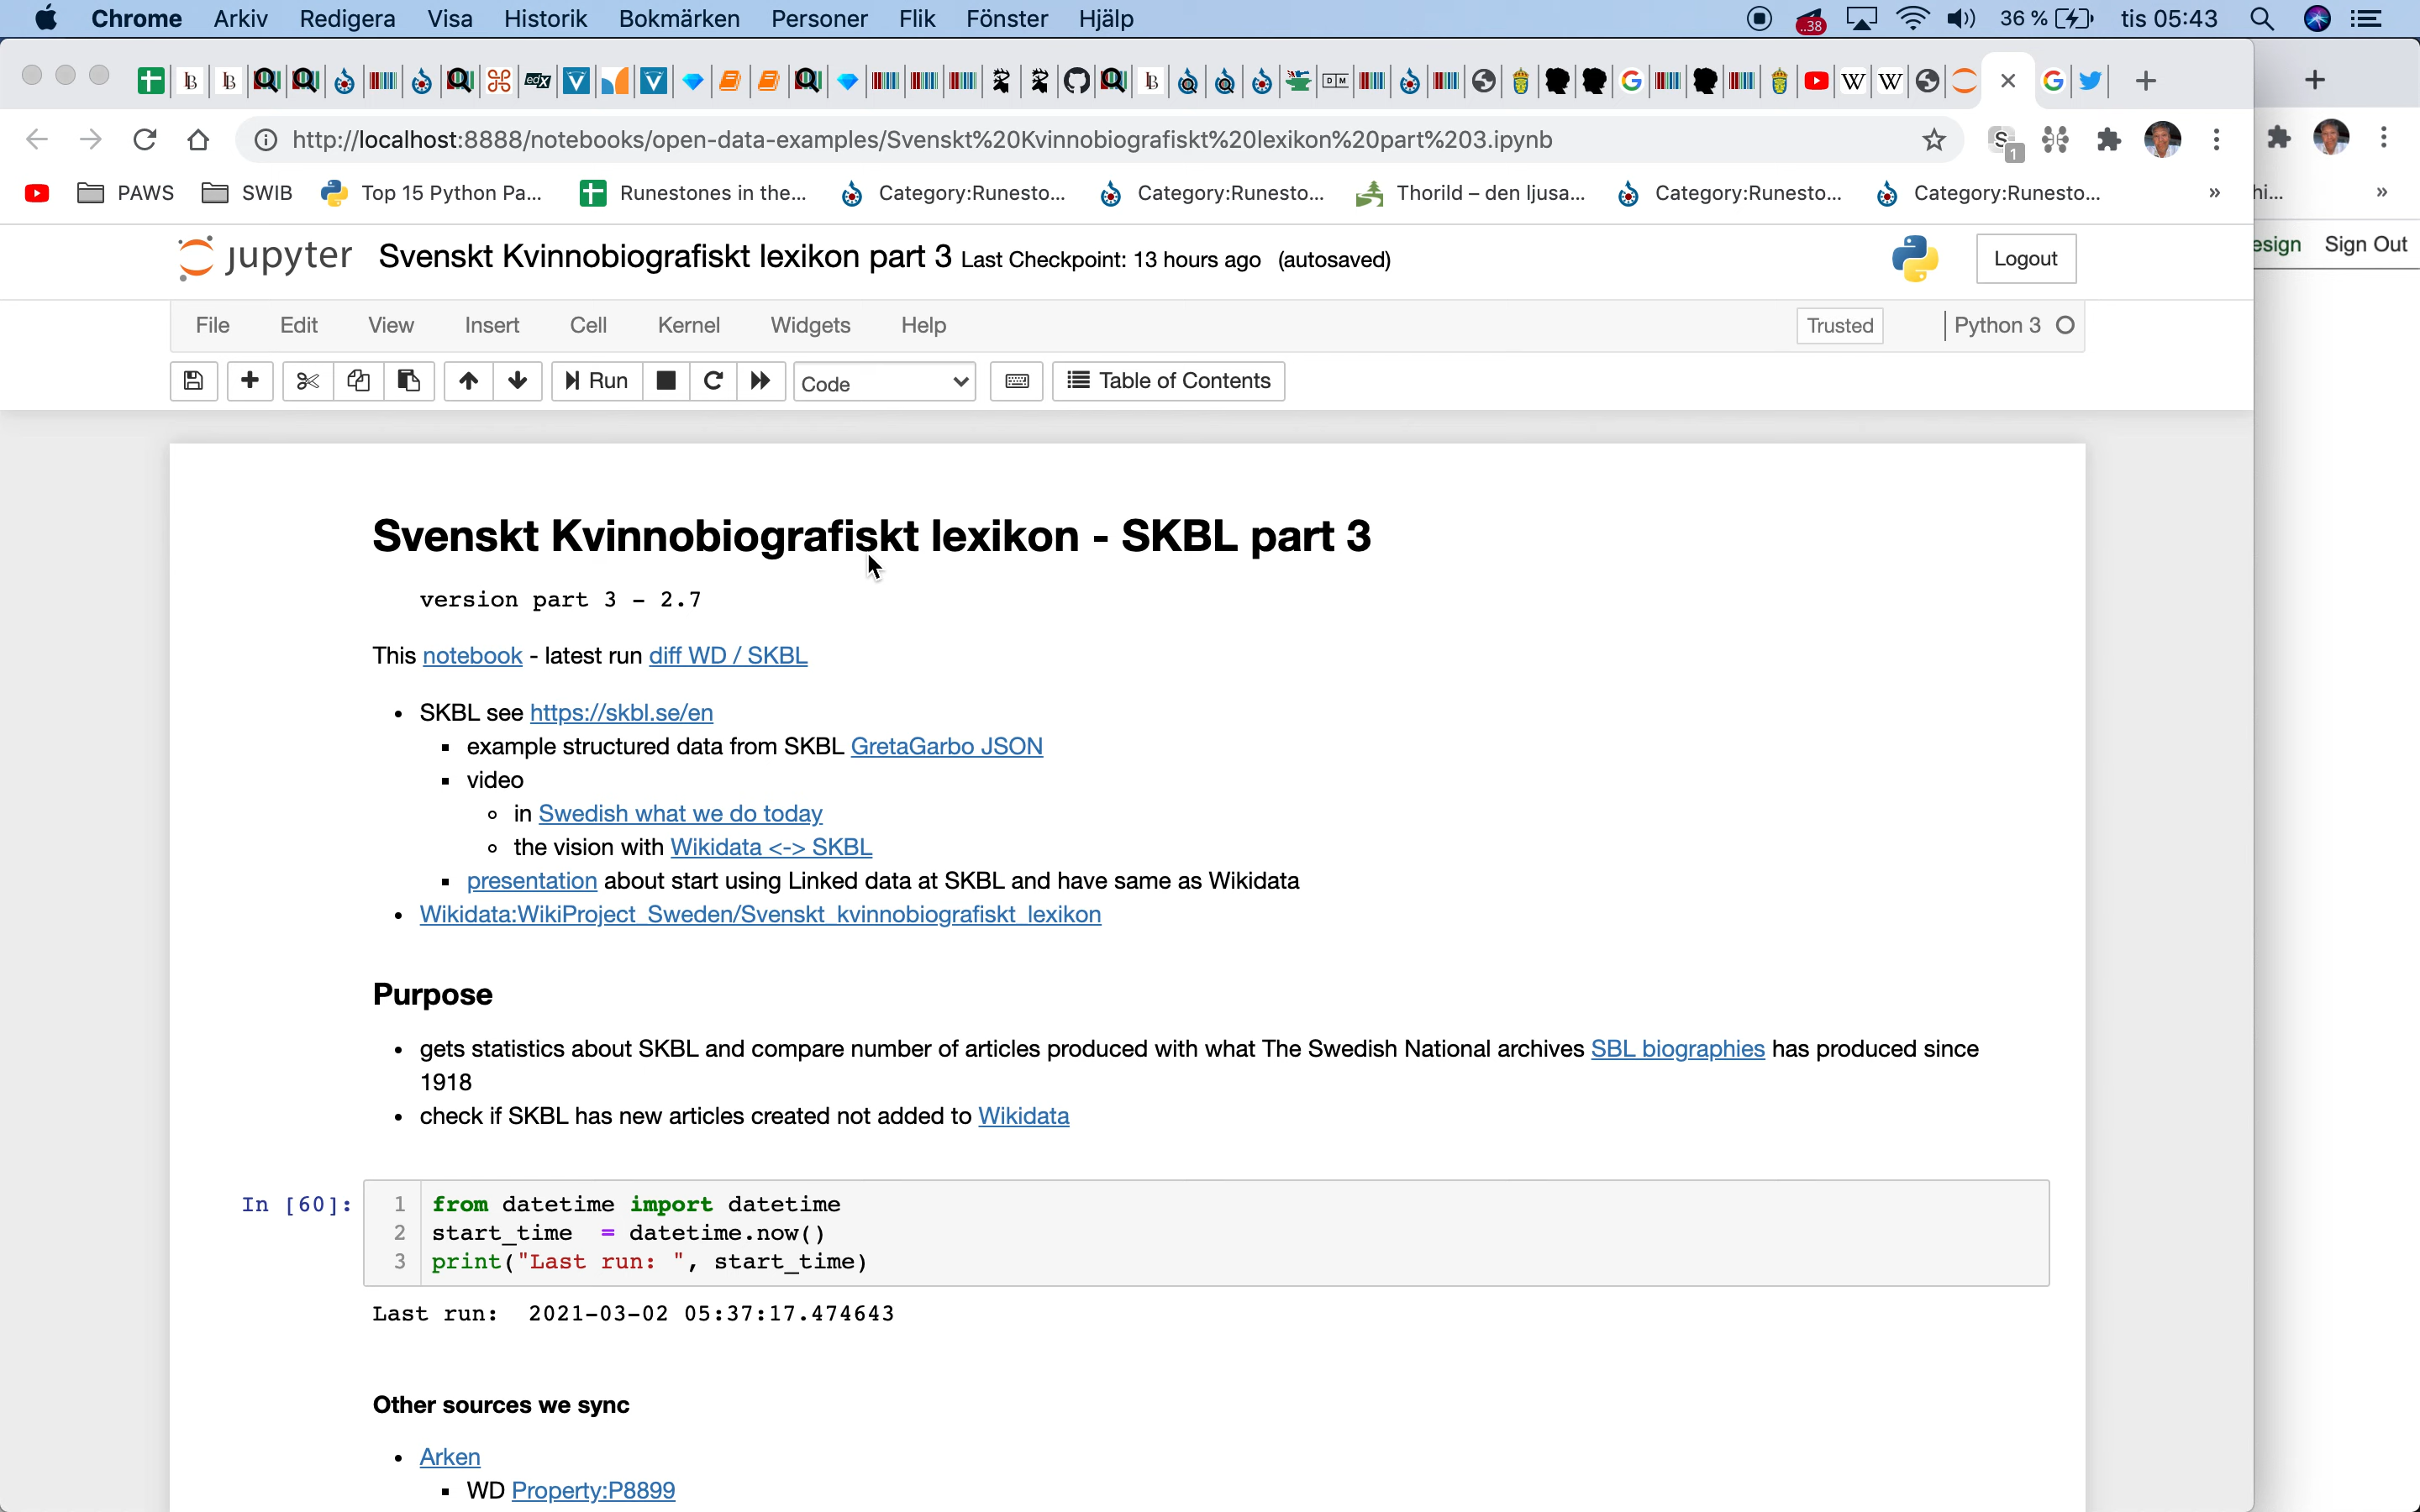 Chrome Arkiv Redigera Visa Historik Bokmärken Personer Flik Fönster Hjälp ..38 36 % tis 05:43
http://localhost:8888/notebooks/open-data-examples/Svenskt%20Kvinnobiografiskt%20lexikon%20part%203.ipynb
PAWS SWIB Top 15 Python Pa... Runestones in the... Category:Runesto... Category:Runesto... Thorild – den ljusa... Category:Runesto... Category:Runesto... » hi... »
jupyter Svenskt Kvinnobiografiskt lexikon part 3 Last Checkpoint: 13 hours ago (autosaved) Logout
esign Sign Out
File Edit View Insert Cell Kernel Widgets Help Trusted Python 3
Run Code Table of Contents
Svenskt Kvinnobiografiskt lexikon - SKBL part 3
version part 3 - 2.7
This notebook - latest run diff WD / SKBL
• SKBL see https://skbl.se/en
▪ example structured data from SKBL GretaGarbo JSON
▪ video
◦ in Swedish what we do today
◦ the vision with Wikidata <-> SKBL
▪ presentation about start using Linked data at SKBL and have same as Wikidata
• Wikidata:WikiProject_Sweden/Svenskt_kvinnobiografiskt_lexikon
Purpose
• gets statistics about SKBL and compare number of articles produced with what The Swedish National archives SBL biographies has produced since
1918
• check if SKBL has new articles created not added to Wikidata
In [60]: 1 from datetime import datetime
2 start_time = datetime.now()
3 print("Last run: ", start_time)
Last run: 2021-03-02 05:37:17.474643
Other sources we sync
• Arken
▪ WD Property:P8899